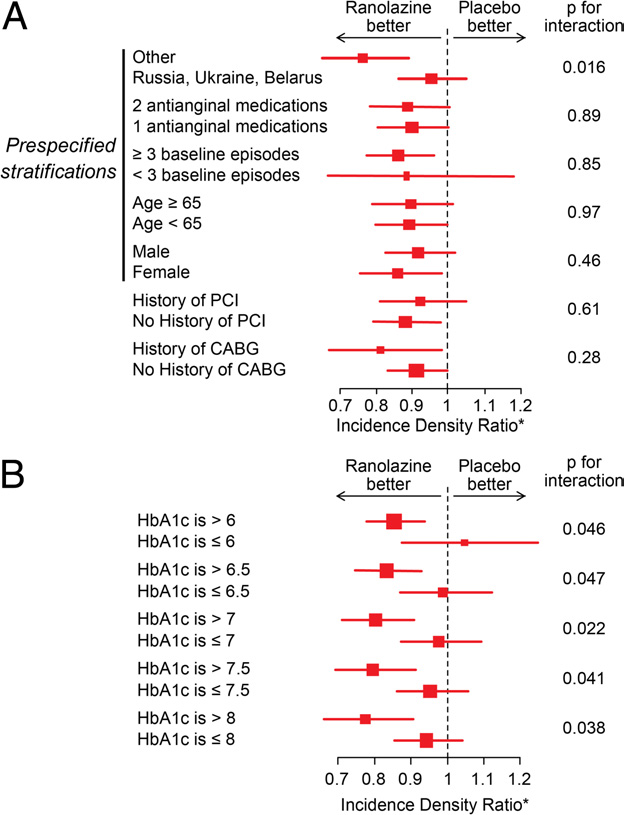 A
Ranolazine better
Placebo better
p for interaction
Prespecified stratifications
Other
Russia, Ukraine, Belarus
0.016
2 antianginal medications
1 antianginal medications
0.89
≥ 3 baseline episodes
< 3 baseline episodes
0.85
Age ≥ 65
Age < 65
0.97
Male
Female
0.46
History of PCI
No History of PCI
0.61
History of CABG
No History of CABG
0.28
0.7 0.8 0.9 1 1.1 1.2
Incidence Density Ratio*
B
Ranolazine better
Placebo better
p for interaction
HbA1c is > 6
HbA1c is ≤ 6
0.046
HbA1c is > 6.5
HbA1c is ≤ 6.5
0.047
HbA1c is > 7
HbA1c is ≤ 7
0.022
HbA1c is > 7.5
HbA1c is ≤ 7.5
0.041
HbA1c is > 8
HbA1c is ≤ 8
0.038
0.7 0.8 0.9 1 1.1 1.2
Incidence Density Ratio*